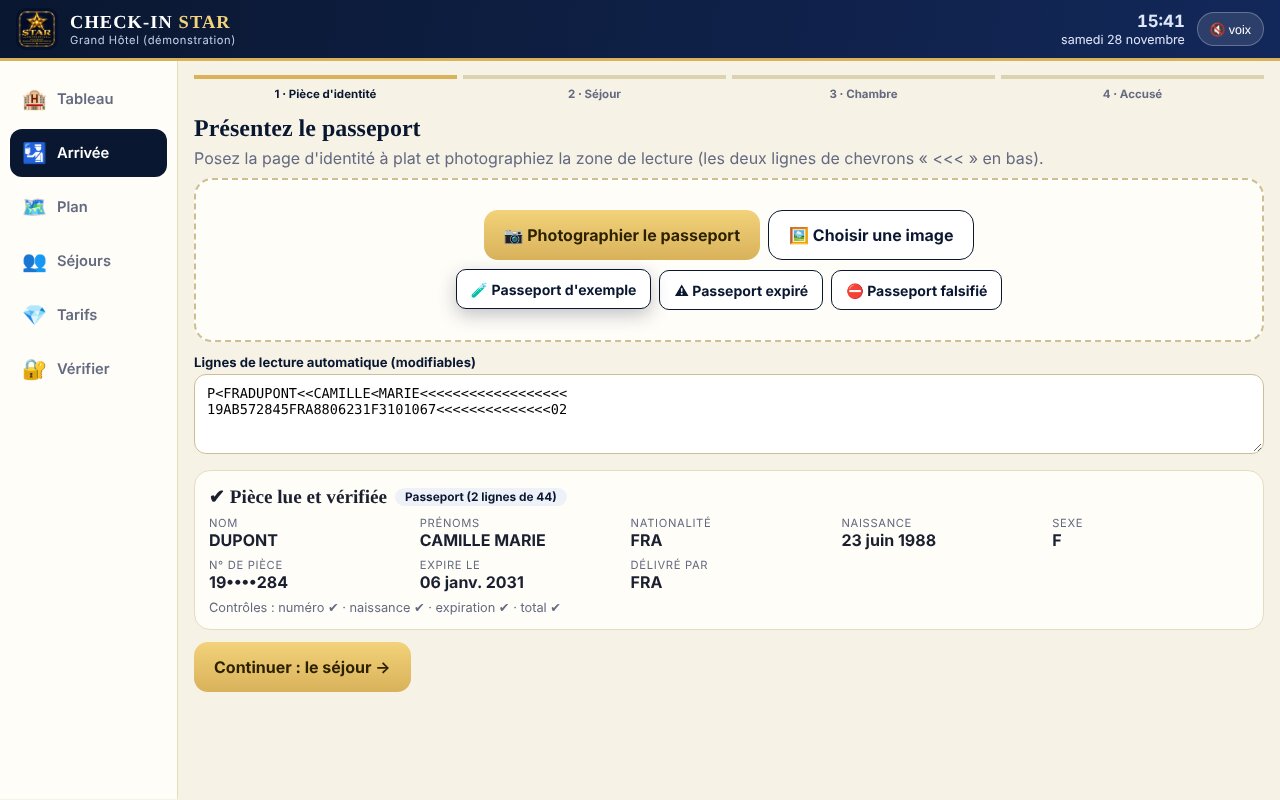 STAR
CHECK-IN STAR
Grand Hôtel (démonstration)
15:41
samedi 28 novembre
🔇 voix
Tableau
Arrivée
Plan
Séjours
Tarifs
Vérifier
1 · Pièce d'identité
2 · Séjour
3 · Chambre
4 · Accusé
Présentez le passeport
Posez la page d'identité à plat et photographiez la zone de lecture (les deux lignes de chevrons « <<< » en bas).
📷 Photographier le passeport
🖼️ Choisir une image
🧪 Passeport d'exemple
⚠ Passeport expiré
⛔ Passeport falsifié
Lignes de lecture automatique (modifiables)
P<FRADUPONT<<CAMILLE<MARIE<<<<<<<<<<<<<<<<<<
19AB572845FRA8806231F3101067<<<<<<<<<<<<<<02
✔ Pièce lue et vérifiée
Passeport (2 lignes de 44)
NOM
PRÉNOMS
NATIONALITÉ
NAISSANCE
SEXE
DUPONT
CAMILLE MARIE
FRA
23 juin 1988
F
N° DE PIÈCE
EXPIRE LE
DÉLIVRÉ PAR
19••••284
06 janv. 2031
FRA
Contrôles : numéro ✔ · naissance ✔ · expiration ✔ · total ✔
Continuer : le séjour →